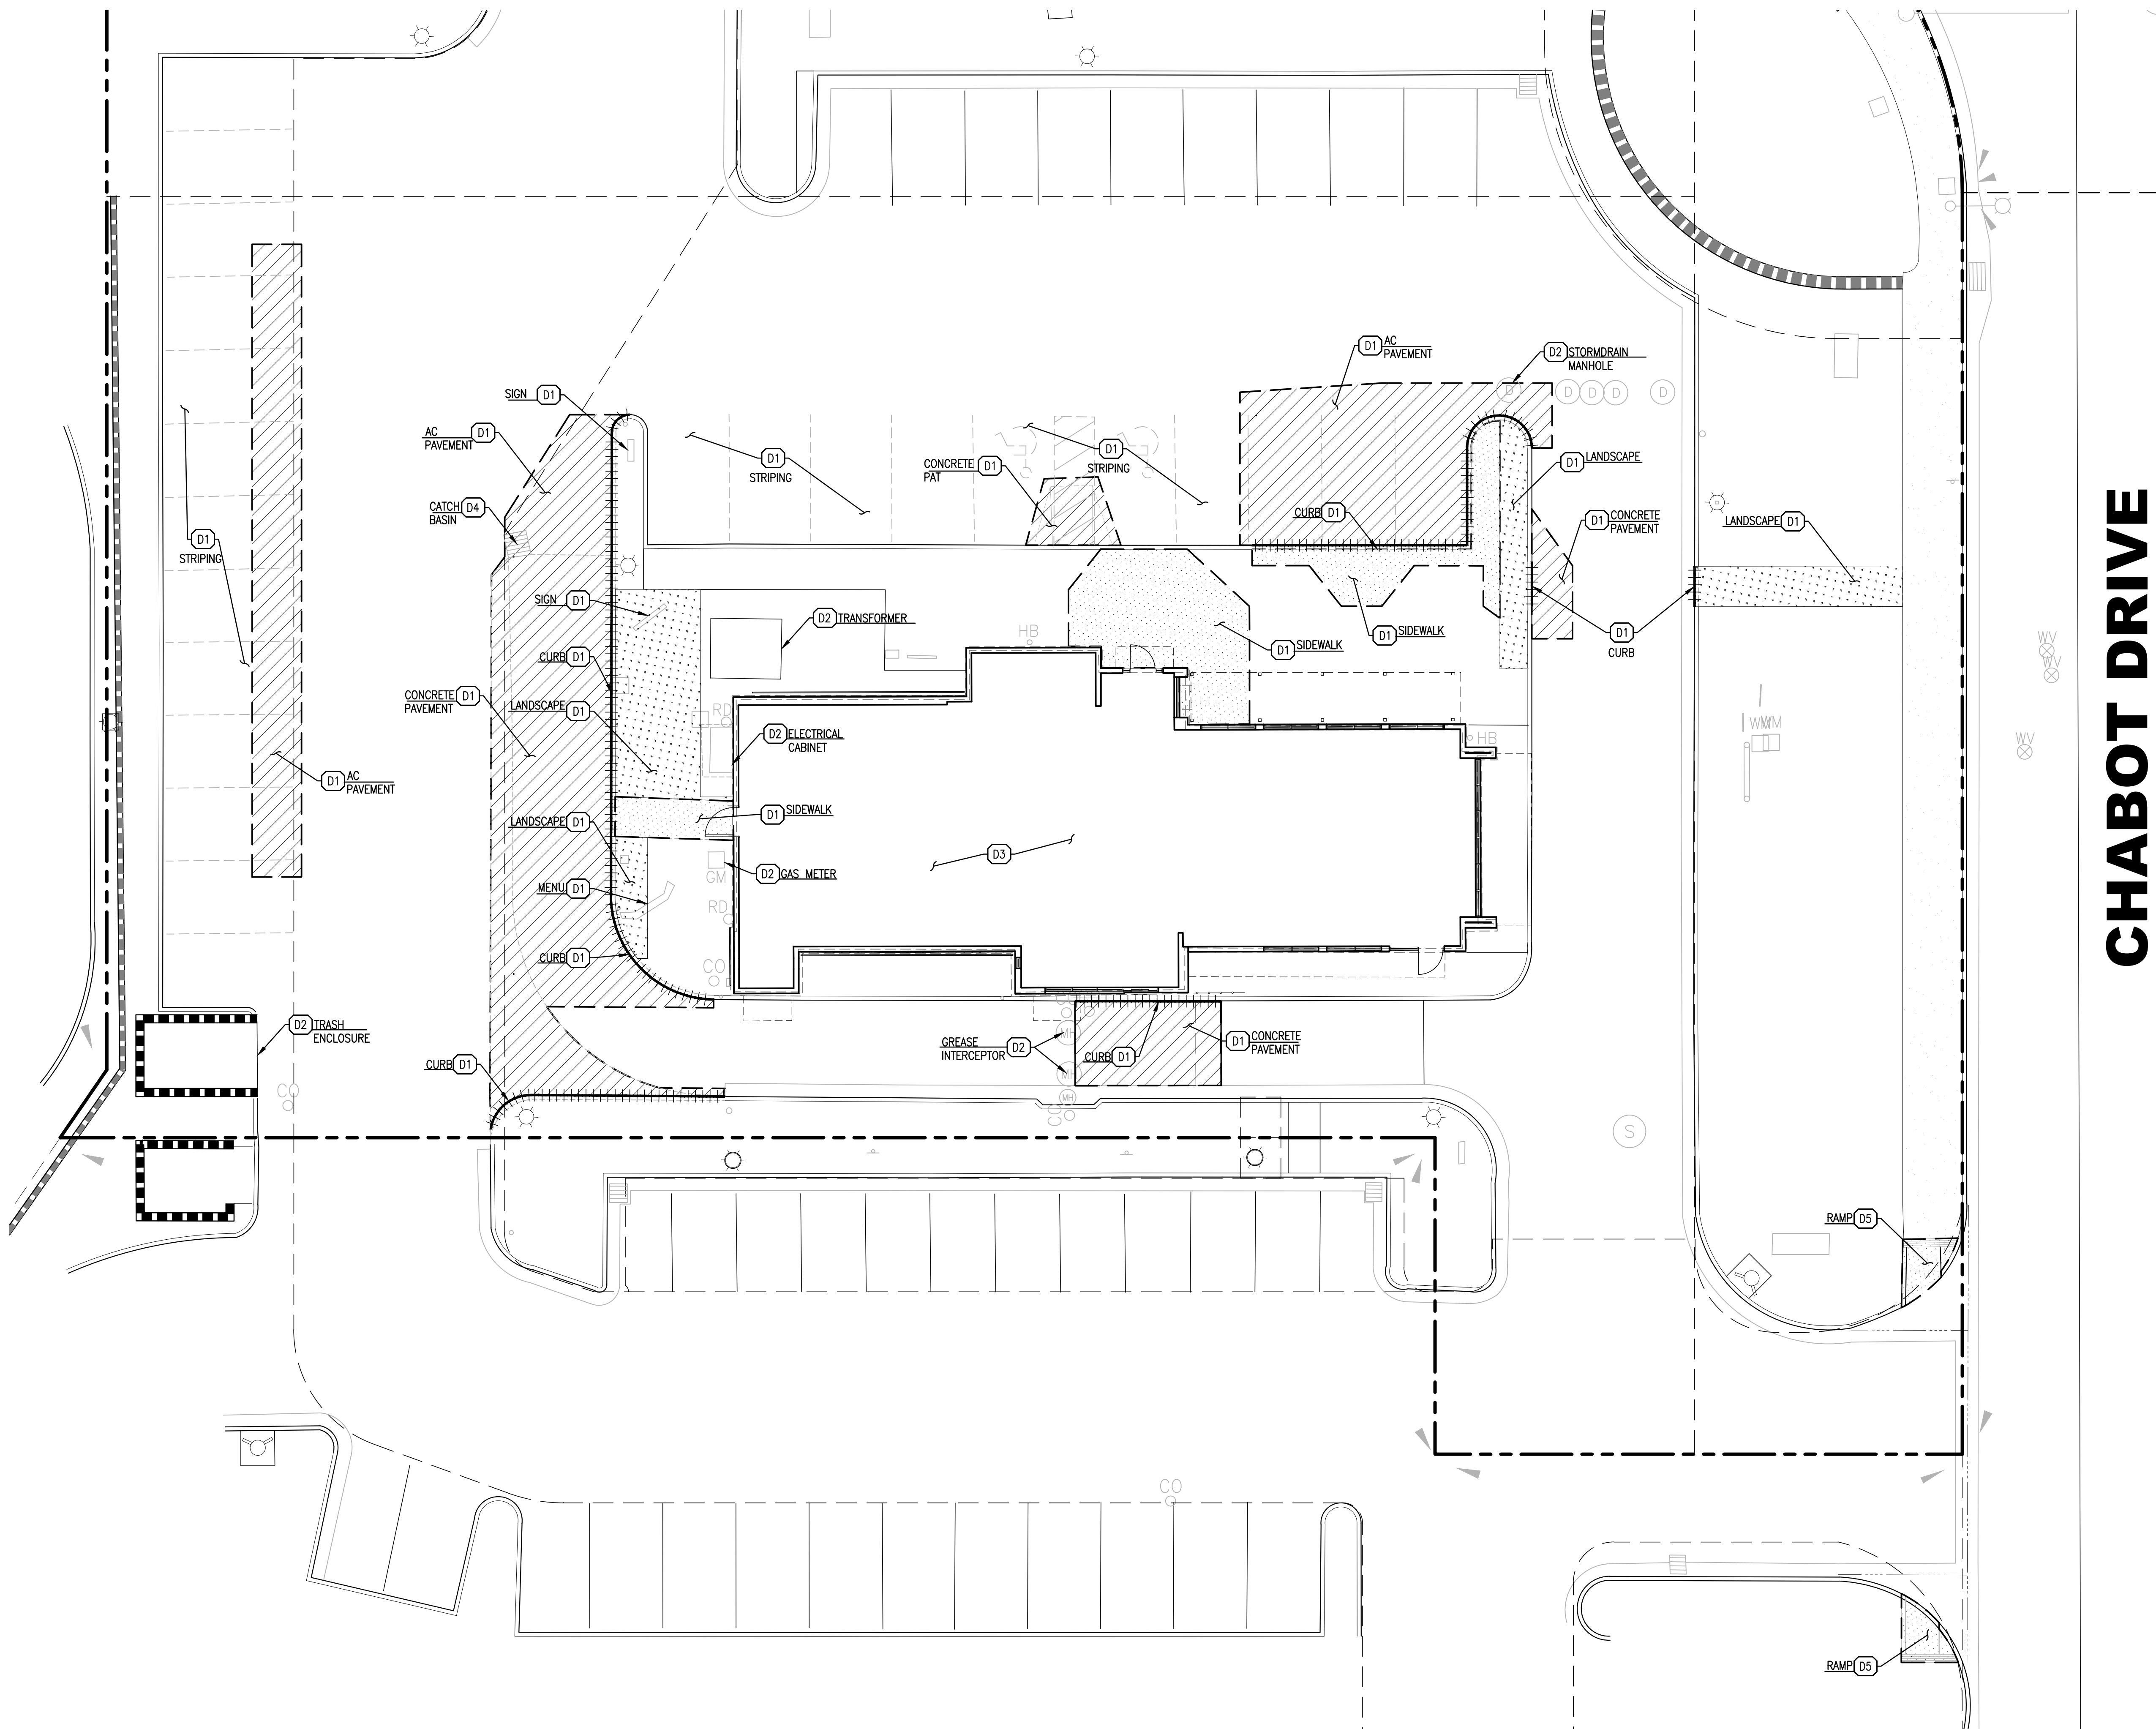 D1 AC
PAVEMENT
D2 STORMDRAIN
MANHOLE
D
D
D
D
D
SIGN D1
AC
PAVEMENT D1
D1
STRIPING
CONCRETE
PAT D1
D1
STRIPING
D1 LANDSCAPE
CATCH
BASIN D4
CURB D1
D1 CONCRETE
PAVEMENT
LANDSCAPE D1
D1
STRIPING
SIGN D1
D2 TRANSFORMER
HB
D1 SIDEWALK
D1 SIDEWALK
D1
CURB
CURB D1
CONCRETE
PAVEMENT D1
LANDSCAPE D1
RD
D2 ELECTRICAL
CABINET
HB
WV
WV
WV
WM
WM
CHABOT DRIVE
D1 AC
PAVEMENT
LANDSCAPE D1
D1 SIDEWALK
D3
GM
D2 GAS METER
MENU D1
RD
CURB D1
CO
D2 TRASH
ENCLOSURE
GREASE
INTERCEPTOR D2
MH
MH
MH
CO
CURB D1
D1 CONCRETE
PAVEMENT
CURB D1
CO
S
RAMP D5
CO
RAMP D5